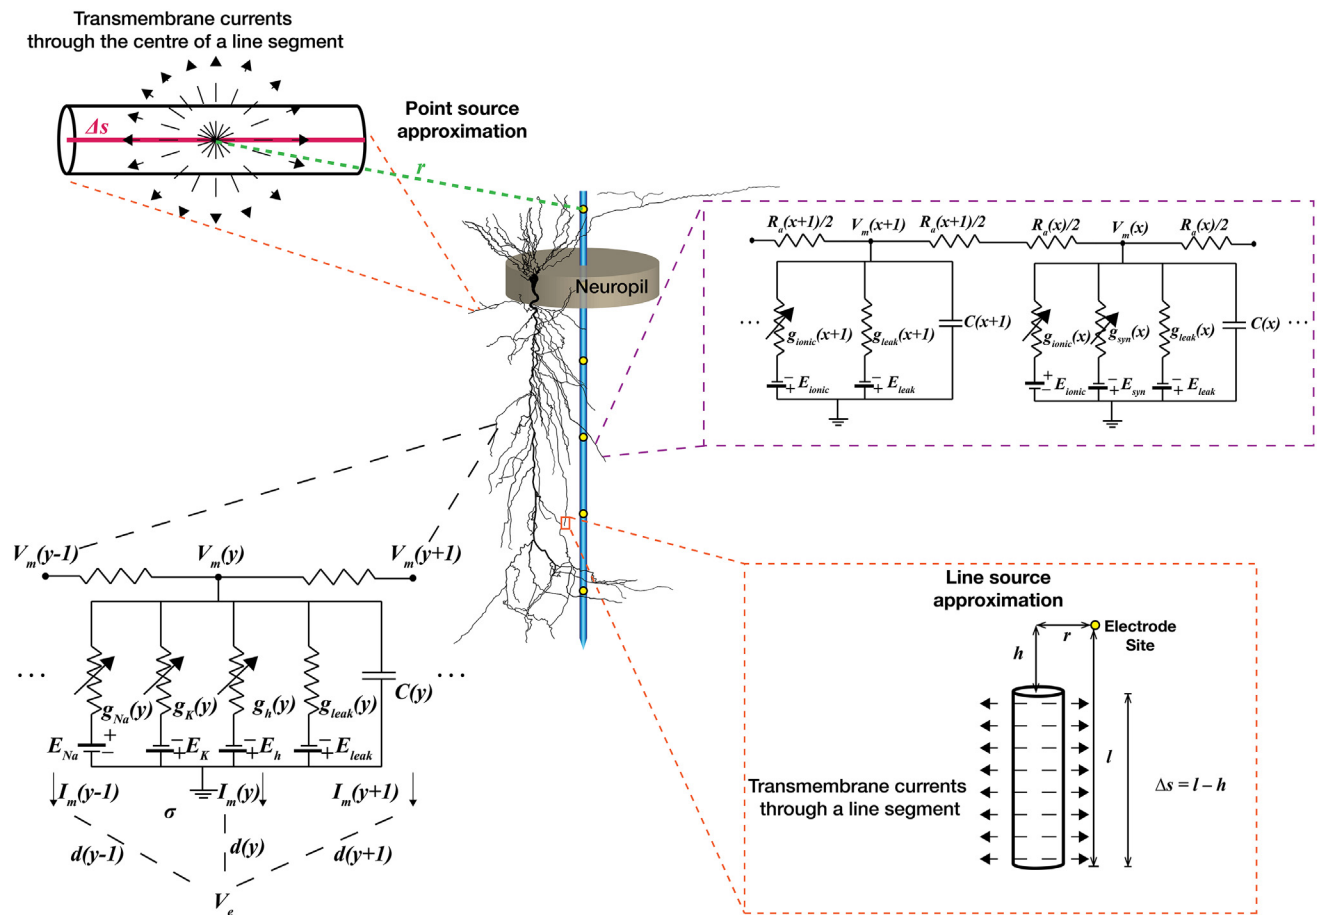 Transmembrane currents
through the centre of a line segment
Δs
Point source
approximation
r
Neuropil
R_a(x+1)/2 V_m(x+1) R_a(x+1)/2 R_a(x)/2 V_m(x) R_a(x)/2
... g_ionic(x+1) g_leak(x+1) C(x+1) g_ionic(x) g_syn(x) g_leak(x) C(x) ...
− + E_ionic − + E_leak + − E_ionic − + E_syn − + E_leak
V_m(y-1) V_m(y) V_m(y+1)
... g_Na(y) g_K(y) g_h(y) g_leak(y) C(y) ...
E_Na + − − + E_K − + E_h − + E_leak
I_m(y-1) I_m(y) I_m(y+1)
σ
d(y-1) d(y) d(y+1)
V_e
Line source
approximation
Electrode
Site
r
h
l
Δs = l – h
Transmembrane currents
through a line segment